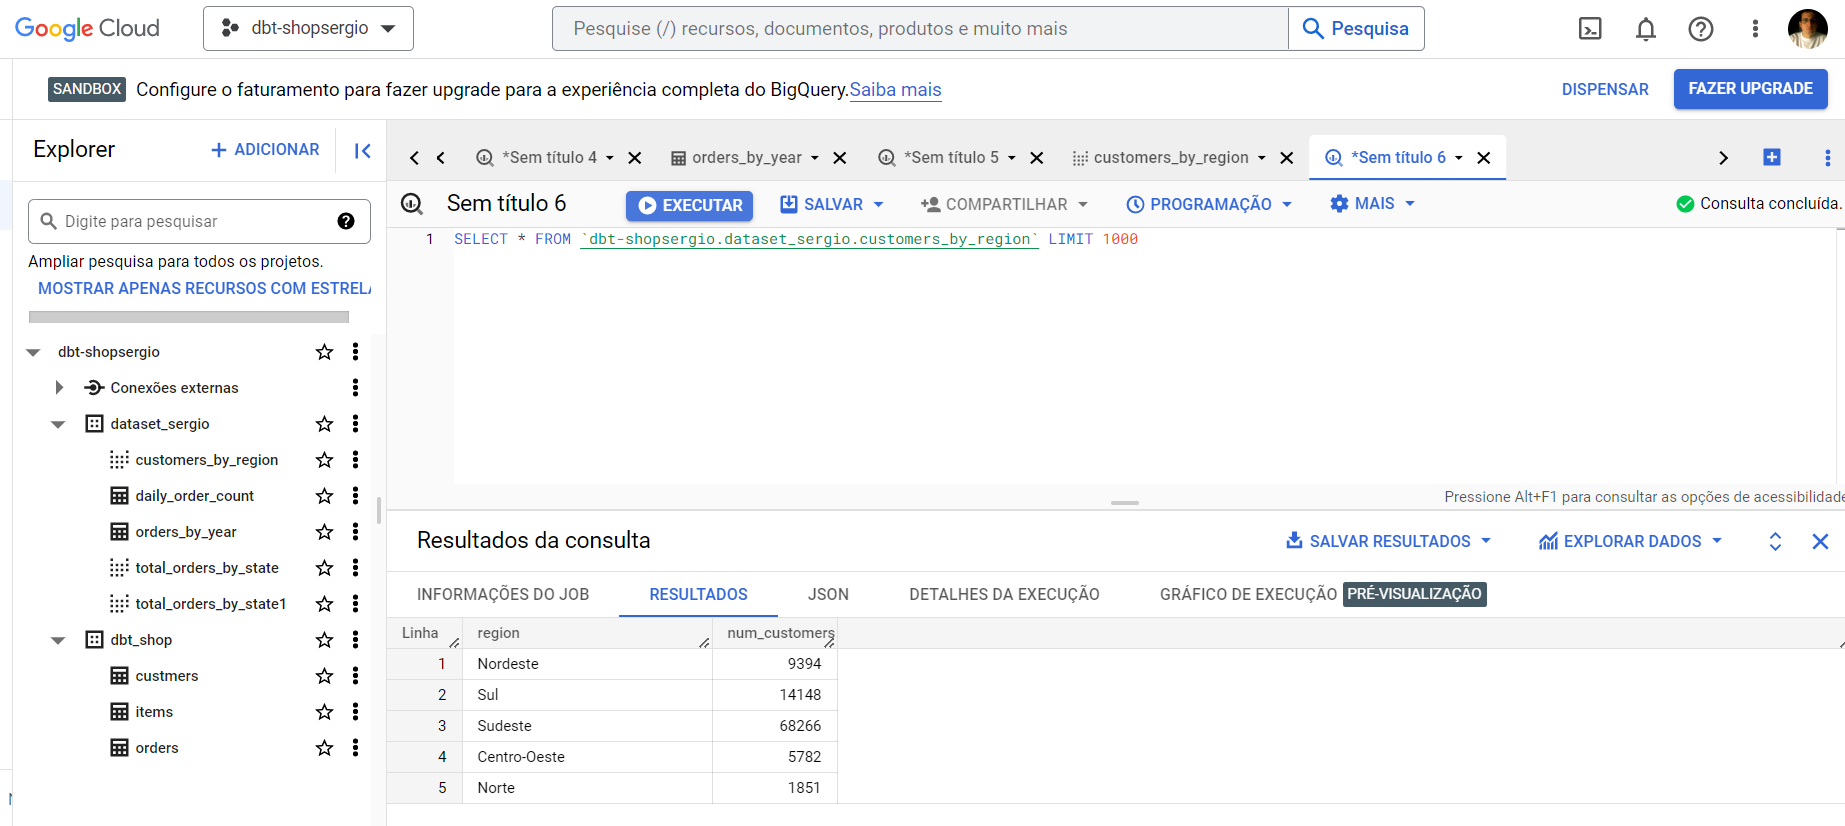 Google Cloud
dbt-shopsergio
Pesquise (/) recursos, documentos, produtos e muito mais
Pesquisa
SANDBOX Configure o faturamento para fazer upgrade para a experiência completa do BigQuery. Saiba mais
DISPENSAR
FAZER UPGRADE
Explorer
ADICIONAR
Digite para pesquisar
Ampliar pesquisa para todos os projetos.
MOSTRAR APENAS RECURSOS COM ESTRELA
dbt-shopsergio
Conexões externas
dataset_sergio
customers_by_region
daily_order_count
orders_by_year
total_orders_by_state
total_orders_by_state1
dbt_shop
custmers
items
orders
*Sem título 4
orders_by_year
*Sem título 5
customers_by_region
*Sem título 6
Sem título 6
EXECUTAR
SALVAR
COMPARTILHAR
PROGRAMAÇÃO
MAIS
Consulta concluída.
1 SELECT * FROM `dbt-shopsergio.dataset_sergio.customers_by_region` LIMIT 1000
Pressione Alt+F1 para consultar as opções de acessibilidade
Resultados da consulta
SALVAR RESULTADOS
EXPLORAR DADOS
INFORMAÇÕES DO JOB
RESULTADOS
JSON
DETALHES DA EXECUÇÃO
GRÁFICO DE EXECUÇÃO PRÉ-VISUALIZAÇÃO
Linha region num_customers
1 Nordeste 9394
2 Sul 14148
3 Sudeste 68266
4 Centro-Oeste 5782
5 Norte 1851